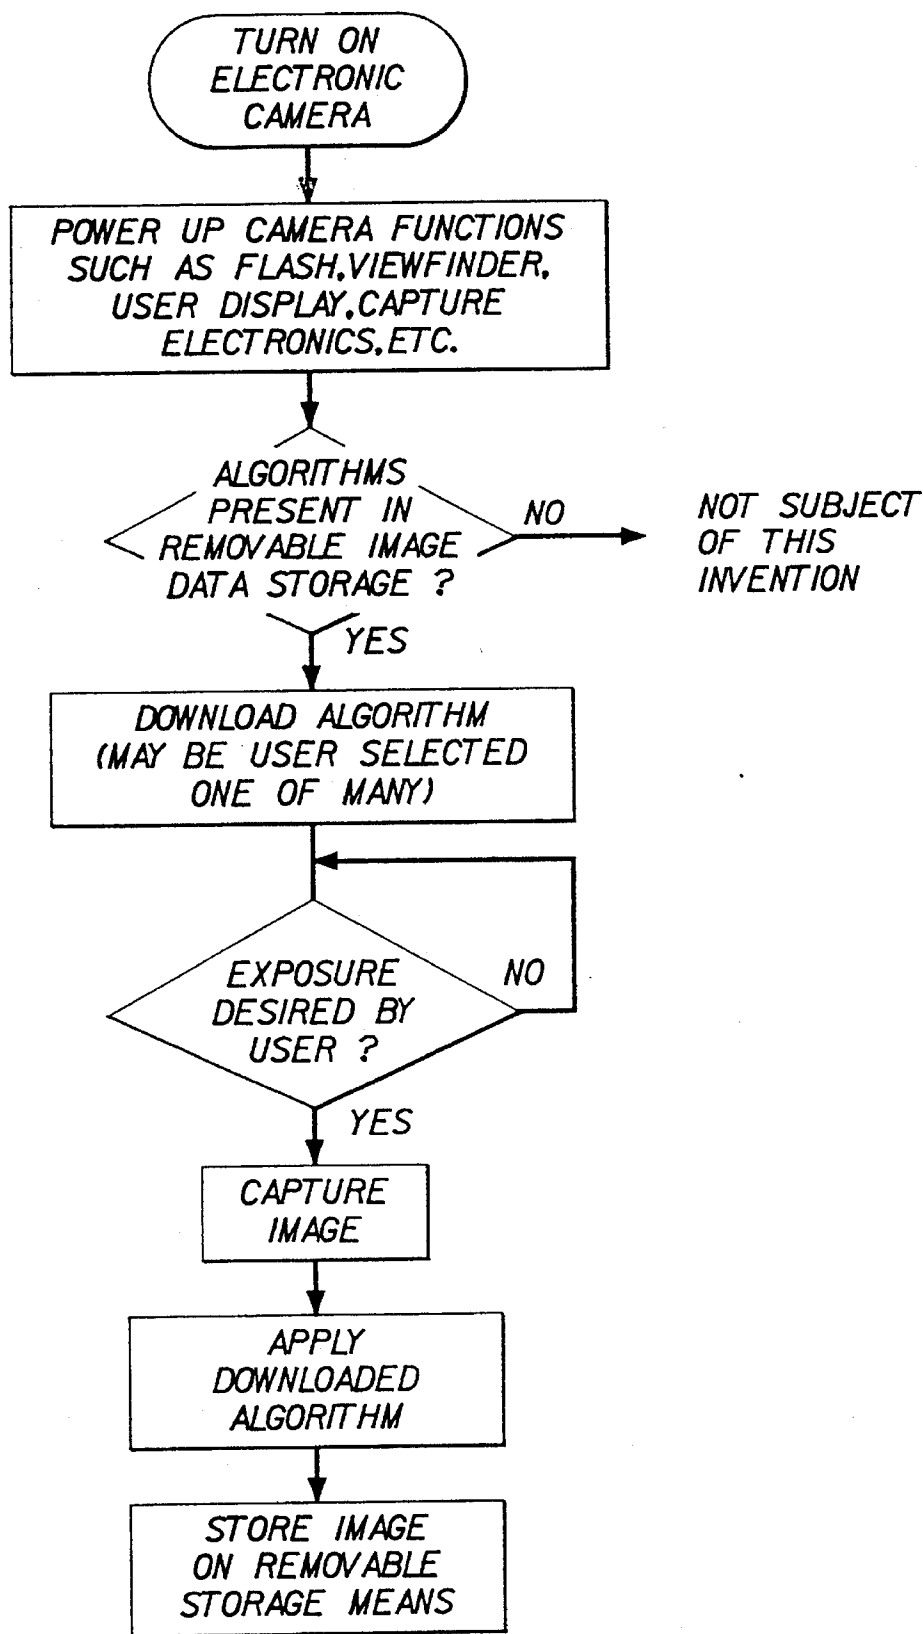 TURN ON
ELECTRONIC
CAMERA
POWER UP CAMERA FUNCTIONS
SUCH AS FLASH,VIEWFINDER,
USER DISPLAY,CAPTURE
ELECTRONICS,ETC.
ALGORITHMS
PRESENT IN
REMOVABLE IMAGE
DATA STORAGE ?
NO
NOT SUBJECT
OF THIS
INVENTION
YES
DOWNLOAD ALGORITHM
(MAY BE USER SELECTED
ONE OF MANY)
EXPOSURE
DESIRED BY
USER ?
NO
YES
CAPTURE
IMAGE
APPLY
DOWNLOADED
ALGORITHM
STORE IMAGE
ON REMOVABLE
STORAGE MEANS